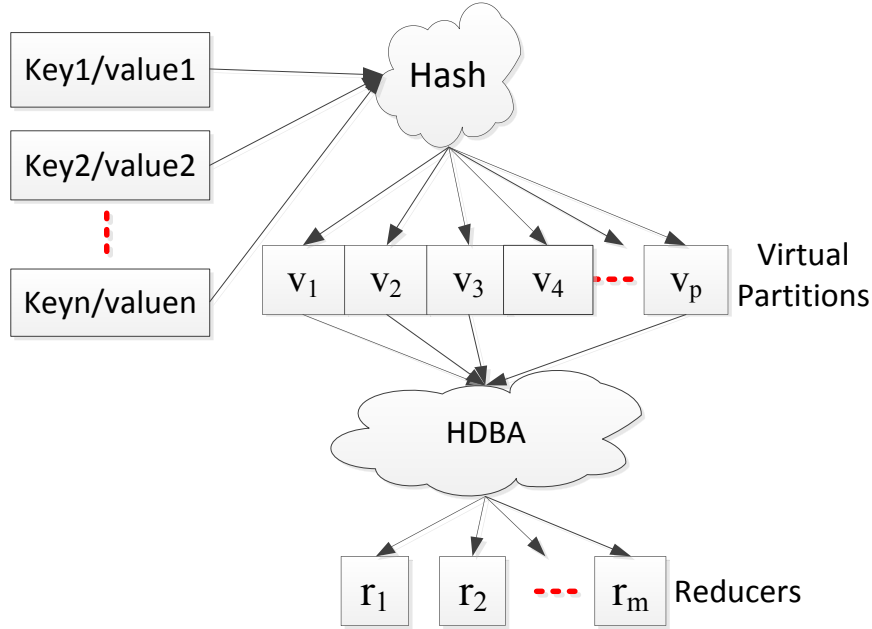 Key1/value1
Hash
Key2/value2
Keyn/valuen
v1 v2 v3 v4 vp
Virtual
Partitions
HDBA
r1 r2 rm Reducers